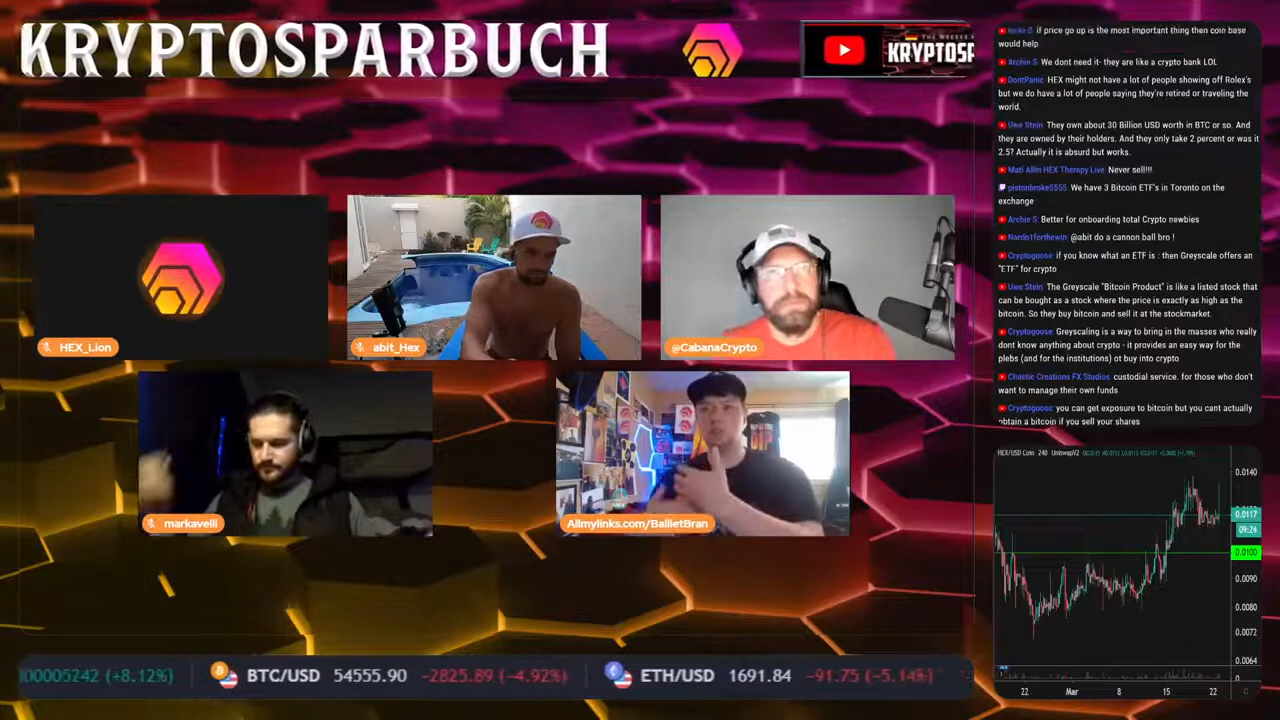 KRYPTOSPARBUCH
KRYPTOSP
if price go up is the most important thing then coin base
would help
Archie S: We dont need it- they are like a crypto bank LOL
DontPanic HEX might not have a lot of people showing off Rolex's
but we do have a lot of people saying they're retired or traveling the
world.
Uwe Stein They own about 30 Billion USD worth in BTC or so. And
they are owned by their holders. And they only take 2 percent or was it
2.5? Actually it is absurd but works.
Mati Allin HEX Therapy Live Never sell!!!
pistonbroke5555 We have 3 Bitcoin ETF's in Toronto on the
exchange
Archie S: Better for onboarding total Crypto newbies
Nardo1forthewin @abit do a cannon ball bro !
Cryptogoose: if you know what an ETF is : then Greyscale offers an
"ETF" for crypto
Uwe Stein The Greyscale "Bitcoin Product" is like a listed stock that
can be bought as a stock where the price is exactly as high as the
bitcoin. So they buy bitcoin and sell it at the stockmarket.
Cryptogoose: Greyscaling is a way to bring in the masses who really
dont know anything about crypto - it provides an easy way for the
plebs (and for the institutions) ot buy into crypto
Chaotic Creations FX Studios custodial service. for those who don't
want to manage their own funds
Cryptogoose: you can get exposure to bitcoin but you cant actually
obtain a bitcoin if you sell your shares
HEX_Lion
abit_Hex
@CabanaCrypto
markavelli
Allmylinks.com/BallietBran
HEX/USD Coin 240 UniswapV2
0.0140
0.0117
09:24
0.0100
0.0090
0.0080
0.0072
0.0064
22 Mar 8 15 22
00005242 (+8.12%) BTC/USD 54555.90 -2825.89 (-4.92%) ETH/USD 1691.84 -91.75 (-5.14%)